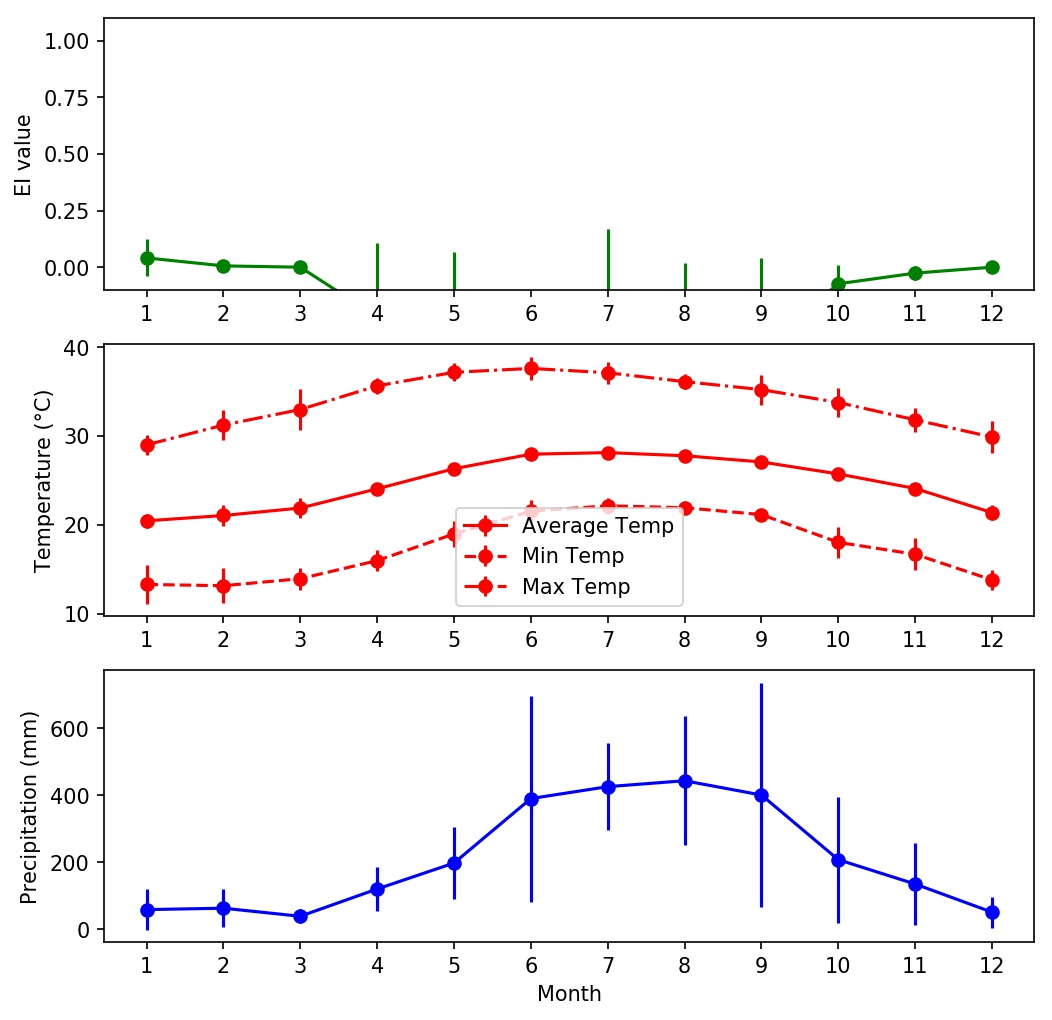 1.00
0.75
0.50
0.25
0.00
EI value
1 2 3 4 5 6 7 8 9 10 11 12
40
30
20
10
Temperature (°C)
Average Temp
Min Temp
Max Temp
1 2 3 4 5 6 7 8 9 10 11 12
600
400
200
0
Precipitation (mm)
1 2 3 4 5 6 7 8 9 10 11 12
Month